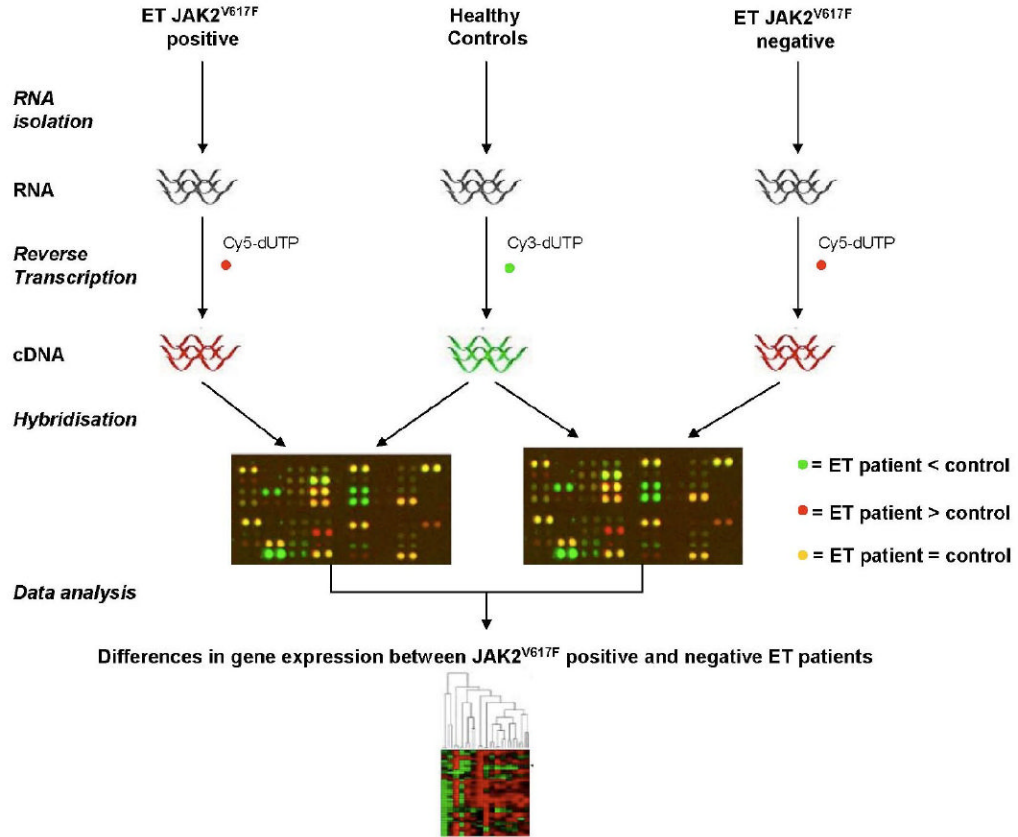 ET JAK2V617F
positive
Healthy
Controls
ET JAK2V617F
negative
RNA
isolation
RNA
Reverse
Transcription
Cy5-dUTP
Cy3-dUTP
Cy5-dUTP
cDNA
Hybridisation
= ET patient < control
= ET patient > control
= ET patient = control
Data analysis
Differences in gene expression between JAK2V617F positive and negative ET patients